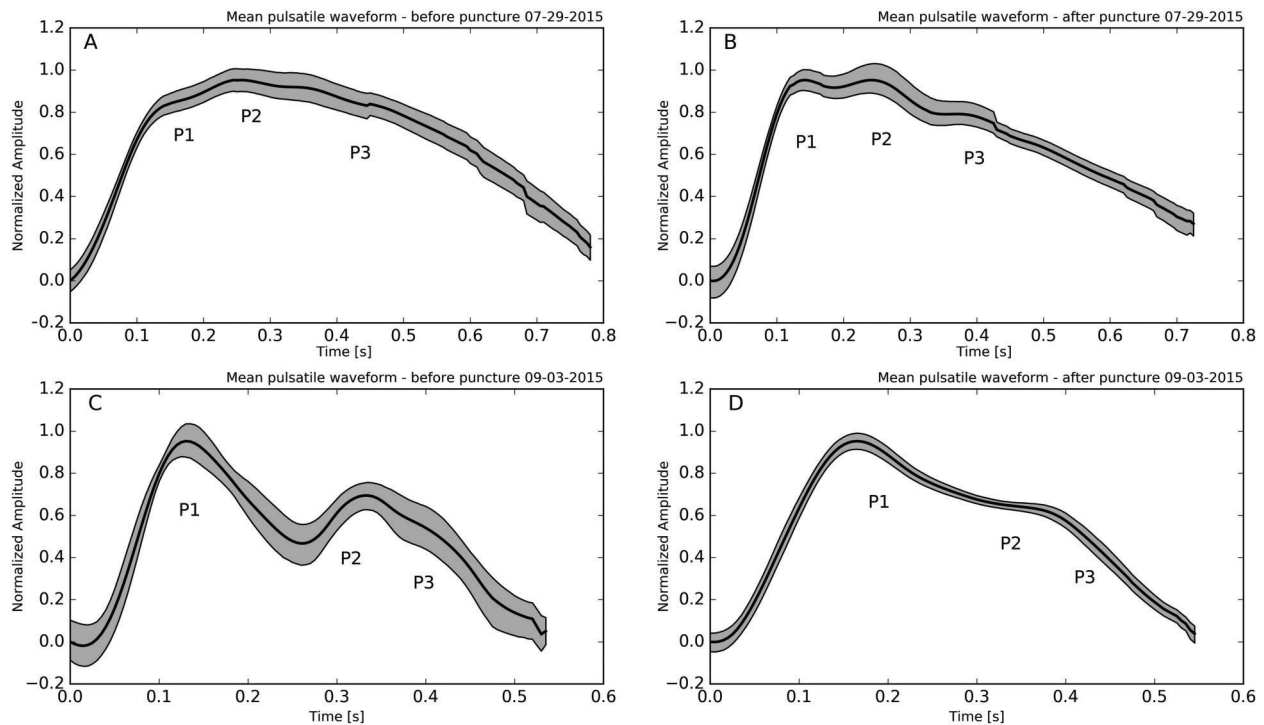 Mean pulsatile waveform - before puncture 07-29-2015
A
Normalized Amplitude
1.2
1.0
0.8
0.6
0.4
0.2
0.0
-0.2
P1
P2
P3
0.0 0.1 0.2 0.3 0.4 0.5 0.6 0.7 0.8
Time [s]
Mean pulsatile waveform - after puncture 07-29-2015
B
Normalized Amplitude
1.2
1.0
0.8
0.6
0.4
0.2
0.0
−0.2
P1
P2
P3
0.0 0.1 0.2 0.3 0.4 0.5 0.6 0.7 0.8
Time [s]
Mean pulsatile waveform - before puncture 09-03-2015
C
Normalized Amplitude
1.2
1.0
0.8
0.6
0.4
0.2
0.0
−0.2
P1
P2
P3
0.0 0.1 0.2 0.3 0.4 0.5 0.6
Time [s]
Mean pulsatile waveform - after puncture 09-03-2015
D
Normalized Amplitude
1.2
1.0
0.8
0.6
0.4
0.2
0.0
−0.2
P1
P2
P3
0.0 0.1 0.2 0.3 0.4 0.5 0.6
Time [s]